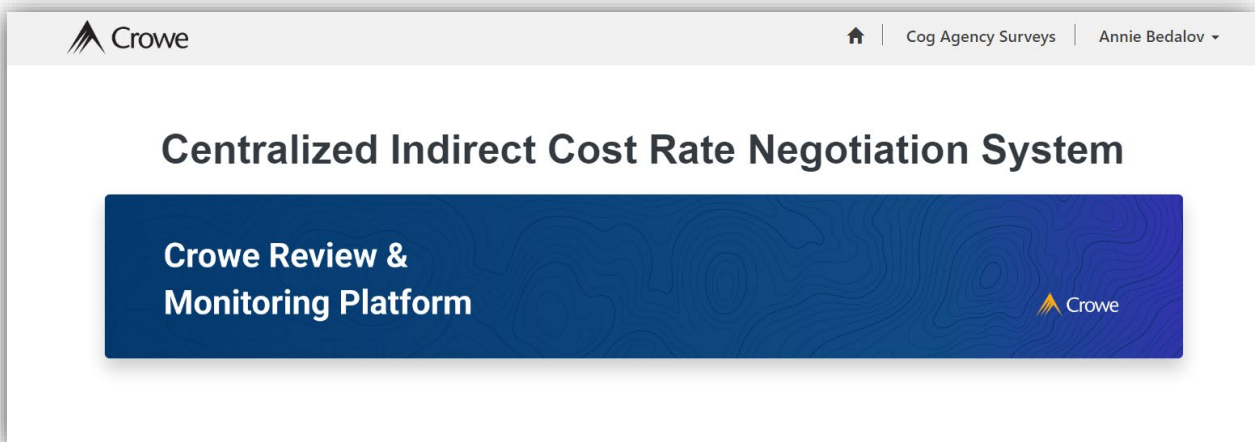 Crowe
Cog Agency Surveys
Annie Bedalov
Centralized Indirect Cost Rate Negotiation System
Crowe Review &
Monitoring Platform
Crowe